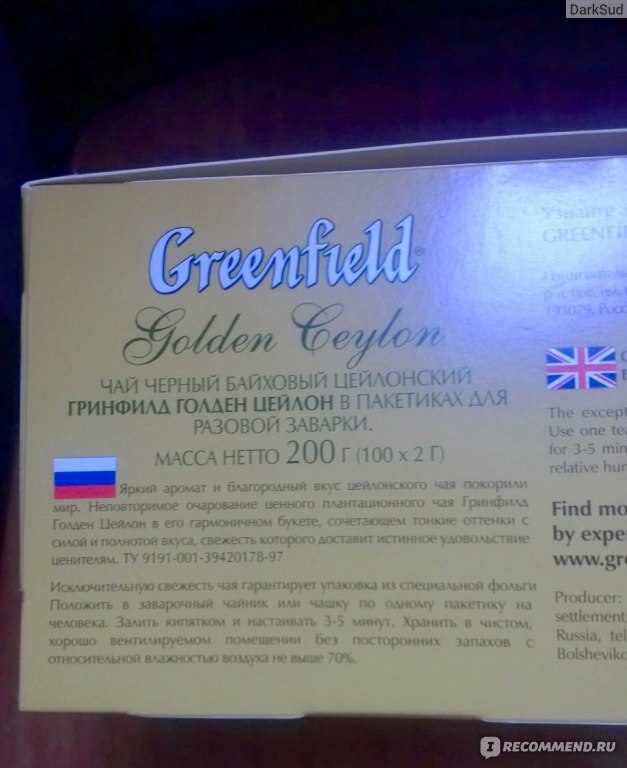 DarkSud
Greenfield®
Golden Ceylon
ЧАЙ ЧЕРНЫЙ БАЙХОВЫЙ ЦЕЙЛОНСКИЙ
ГРИНФИЛД ГОЛДЕН ЦЕЙЛОН В ПАКЕТИКАХ ДЛЯ
РАЗОВОЙ ЗАВАРКИ.
МАССА НЕТТО 200 Г (100 х 2 Г)
Яркий аромат и благородный вкус цейлонского чая покорили
мир. Неповторимое очарование ценного плантационного чая Гринфилд
Голден Цейлон в его гармоничном букете, сочетающем тонкие оттенки с
силой и полнотой вкуса, свежесть которого доставит истинное удовольствие
ценителям. ТУ 9191-001-39420178-97
Исключительную свежесть чая гарантирует упаковка из специальной фольги
Положить в заварочный чайник или чашку по одному пакетику на
человека. Залить кипятком и настаивать 3-5 минут. Хранить в чистом,
хорошо вентилируемом помещении без посторонних запахов с
относительной влажностью воздуха не выше 70%.
Узнайте
GREENFI
193079, Росс
The except
Use one tea
for 3-5 min
relative hum
Find mo
by exper
www.gre
Producer:
settlement
Russia, tel
Bolsheviko
IRECOMMEND.RU